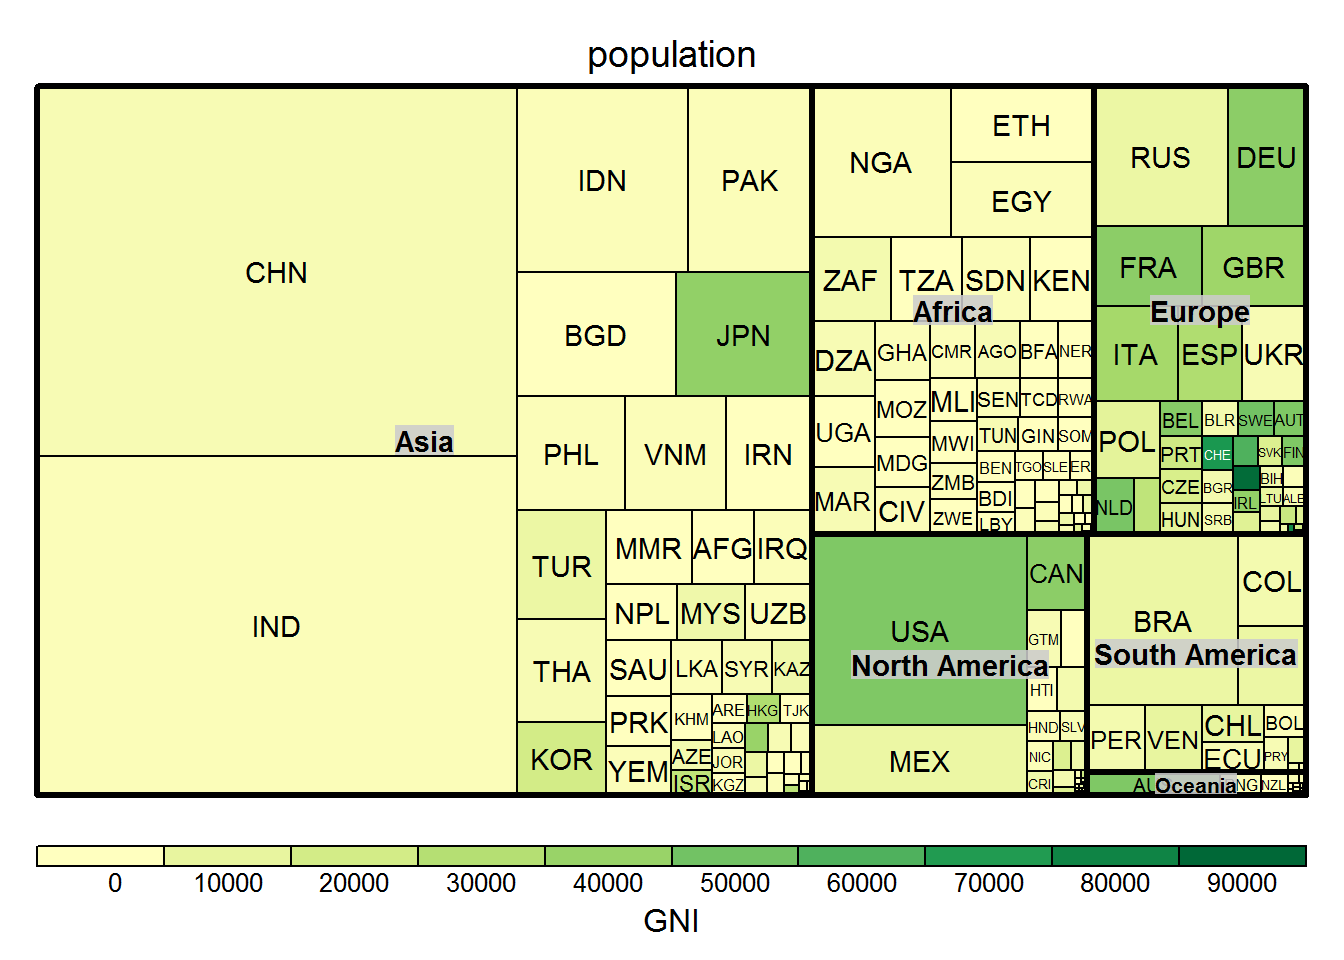 population
CHN
IND
Asia
IDN
PAK
BGD
JPN
PHL
VNM
IRN
TUR
THA
KOR
MMR
AFG
IRQ
NPL
MYS
UZB
SAU
LKA
SYR
KAZ
PRK
YEM
KHM
AZE
ISR
ARE
HKG
TJK
LAO
JOR
KGZ
NGA
ETH
EGY
ZAF
TZA
SDN
KEN
Africa
DZA
GHA
CMR
AGO
BFA
NER
UGA
MOZ
MLI
SEN
TCD
RWA
MAR
MDG
MWI
TUN
GIN
SOM
CIV
ZMB
BEN
TGO
SLE
ER
ZWE
BDI
LBY
RUS
DEU
FRA
GBR
Europe
ITA
ESP
UKR
POL
BEL
BLR
SWE
AUT
PRT
CHE
SVK
FIN
NLD
CZE
BGR
BIH
HUN
SRB
IRL
LTU
ALE
USA
North America
MEX
CAN
GTM
HTI
HND
SLV
NIC
CRI
BRA
COL
South America
PER
VEN
CHL
BOL
ECU
PRY
Oceania
NZL
0 10000 20000 30000 40000 50000 60000 70000 80000 90000
GNI